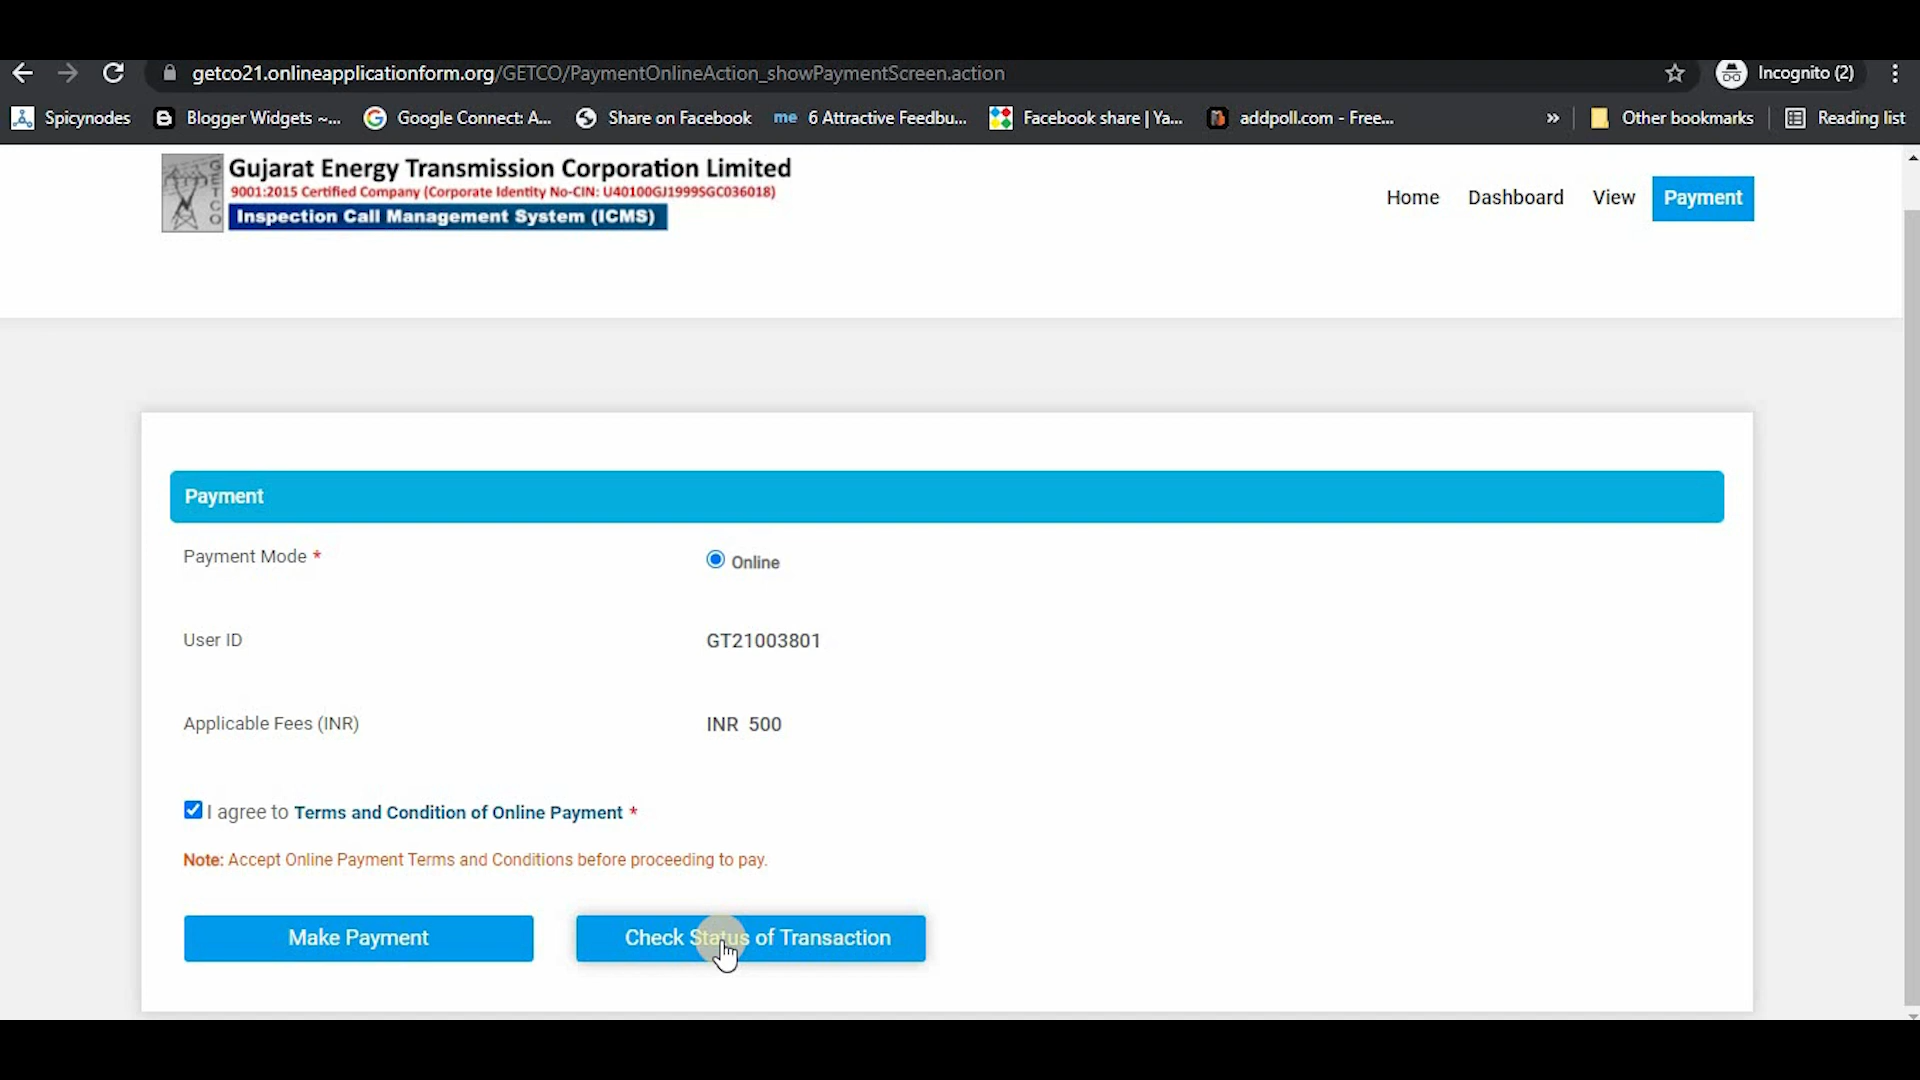 getco21.onlineapplicationform.org/GETCO/PaymentOnlineAction_showPaymentScreen.action
Incognito (2)
Spicynodes
Blogger Widgets ~...
Google Connect: A...
Share on Facebook
me 6 Attractive Feedbu...
Facebook share | Ya...
addpoll.com - Free...
»
Other bookmarks
Reading list
GETCO
Gujarat Energy Transmission Corporation Limited
9001:2015 Certified Company (Corporate Identity No-CIN: U40100GJ1999SGC036018)
Inspection Call Management System (ICMS)
Home Dashboard View Payment
Payment
Payment Mode *
Online
User ID
GT21003801
Applicable Fees (INR)
INR 500
I agree to Terms and Condition of Online Payment *
Note: Accept Online Payment Terms and Conditions before proceeding to pay.
Make Payment
Check Status of Transaction